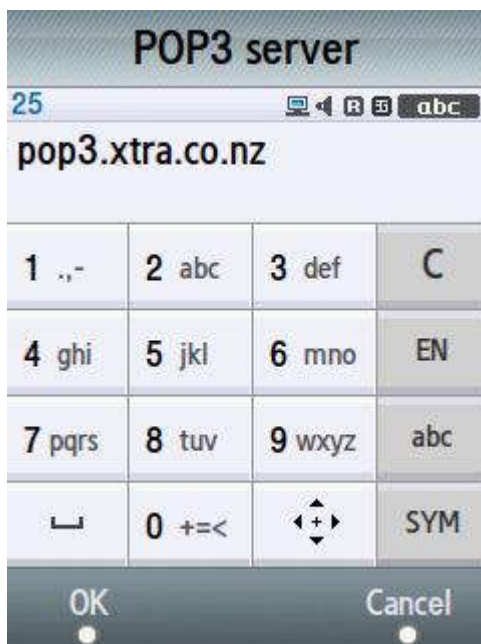 POP3 server
25 R abc
pop3.xtra.co.nz
1 .,- 2 abc 3 def C
4 ghi 5 jkl 6 mno EN
7 pqrs 8 tuv 9 wxyz abc
0 +=< + SYM
OK Cancel